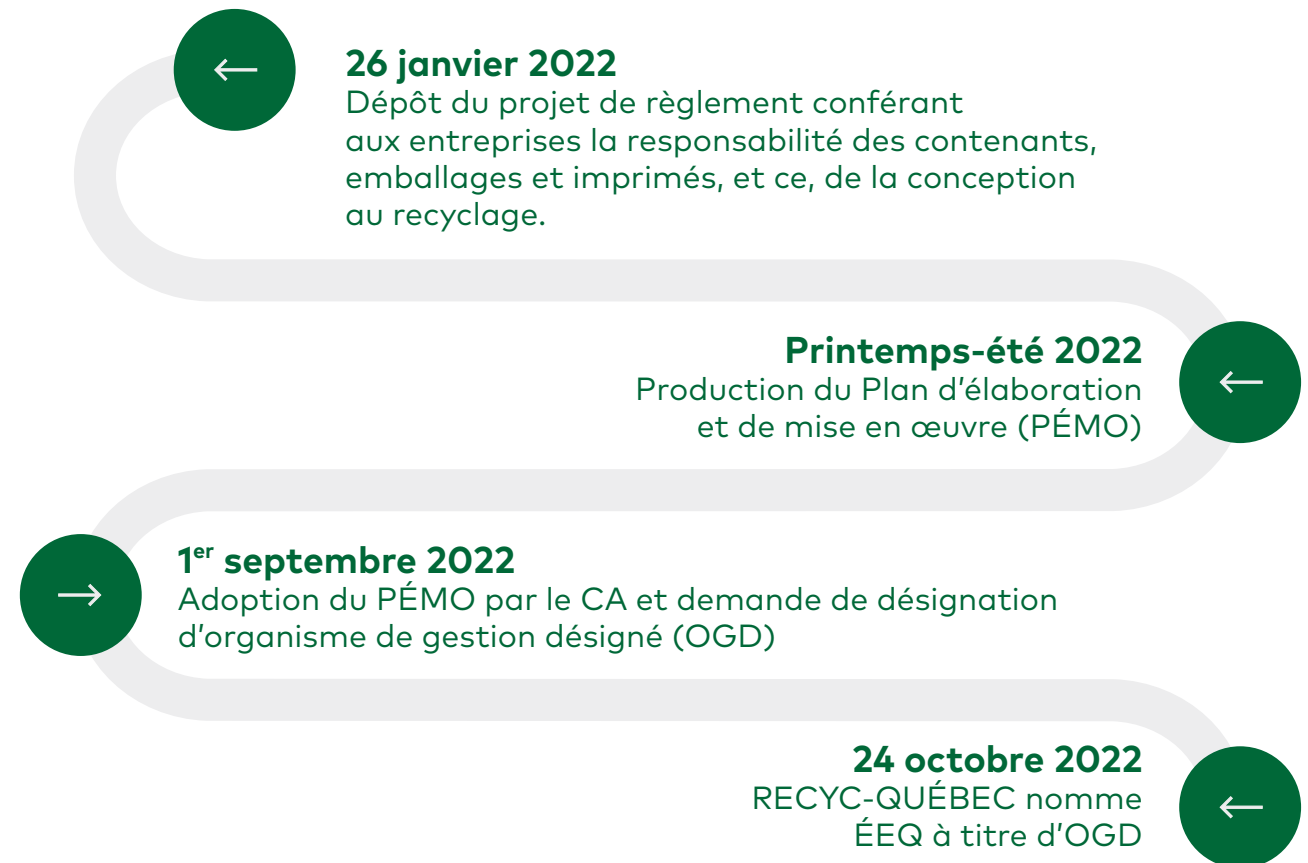 26 janvier 2022
Dépôt du projet de règlement conférant
aux entreprises la responsabilité des contenants,
emballages et imprimés, et ce, de la conception
au recyclage.
Printemps-été 2022
Production du Plan d'élaboration
et de mise en œuvre (PÉMO)
1er septembre 2022
Adoption du PÉMO par le CA et demande de désignation
d'organisme de gestion désigné (OGD)
24 octobre 2022
RECYC-QUÉBEC nomme
ÉEQ à titre d'OGD